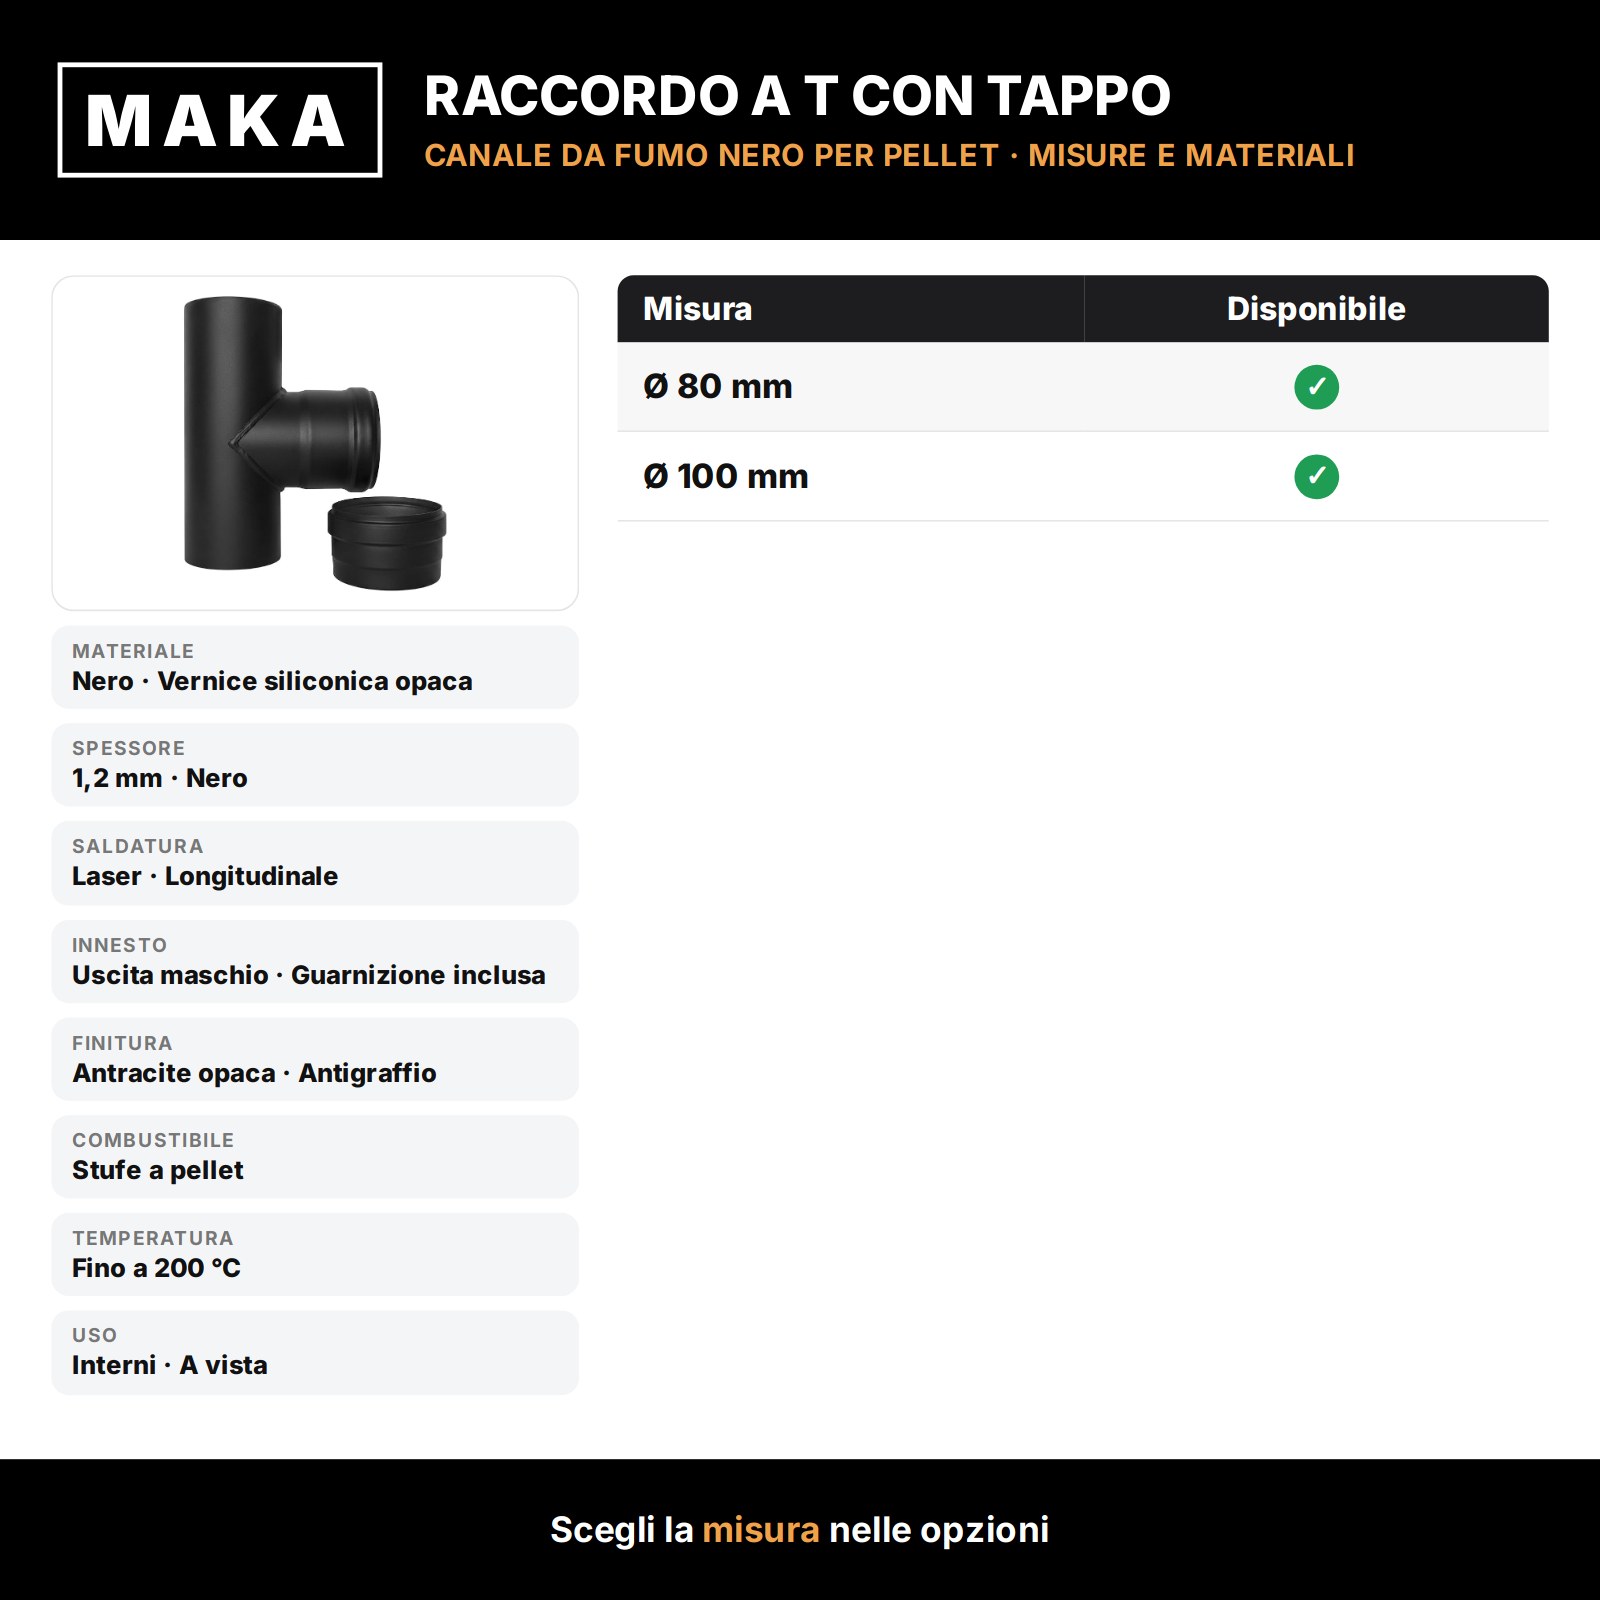 MAKA
RACCORDO A T CON TAPPO
CANALE DA FUMO NERO PER PELLET · MISURE E MATERIALI
Misura Disponibile
Ø 80 mm ✓
Ø 100 mm ✓
MATERIALE
Nero · Vernice siliconica opaca
SPESSORE
1,2 mm · Nero
SALDATURA
Laser · Longitudinale
INNESTO
Uscita maschio · Guarnizione inclusa
FINITURA
Antracite opaca · Antigraffio
COMBUSTIBILE
Stufe a pellet
TEMPERATURA
Fino a 200 °C
USO
Interni · A vista
Scegli la misura nelle opzioni